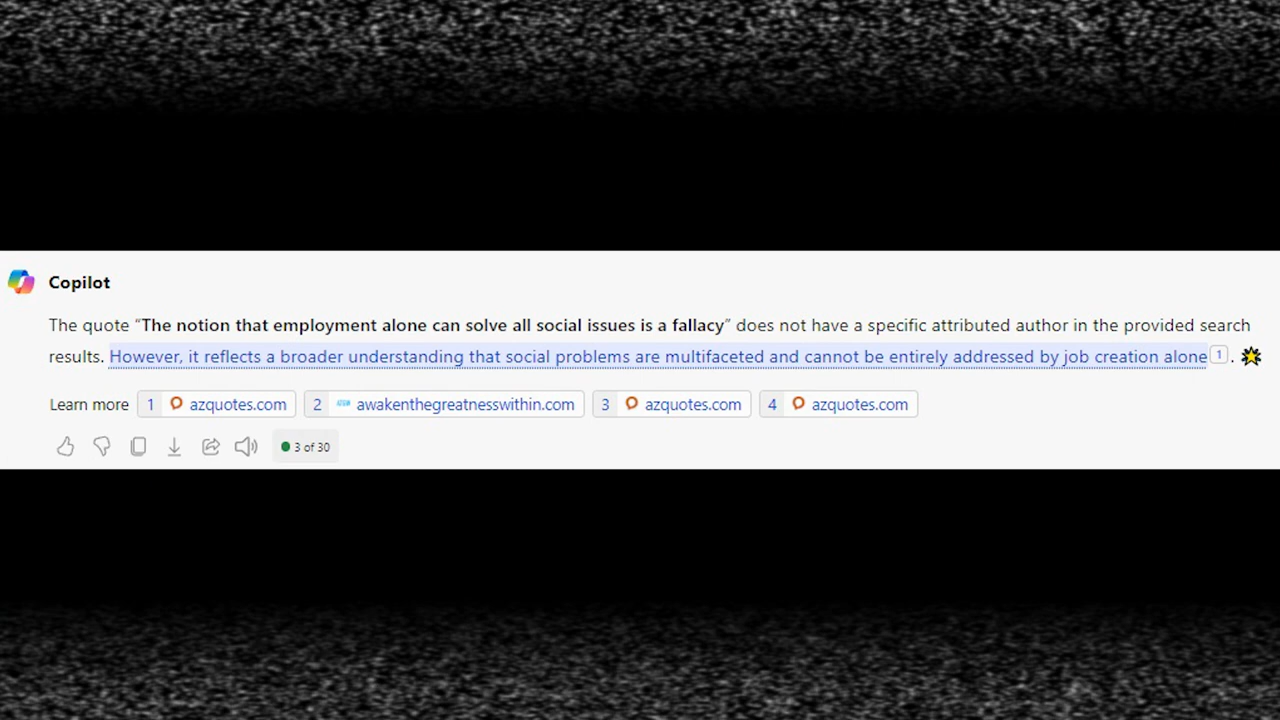 Copilot
The quote “The notion that employment alone can solve all social issues is a fallacy” does not have a specific attributed author in the provided search
results. However, it reflects a broader understanding that social problems are multifaceted and cannot be entirely addressed by job creation alone 1 .
Learn more 1 azquotes.com 2 awakenthegreatnesswithin.com 3 azquotes.com 4 azquotes.com
3 of 30